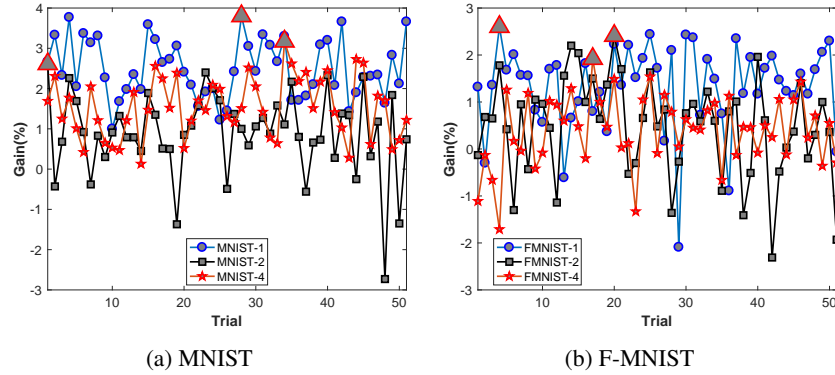 4
3
2
1
0
-1
-2
-3
Gain(%)
10 20 30 40 50
Trial
MNIST-1
MNIST-2
MNIST-4
(a) MNIST
4
3
2
1
0
-1
-2
-3
Gain(%)
10 20 30 40 50
Trial
FMNIST-1
FMNIST-2
FMNIST-4
(b) F-MNIST